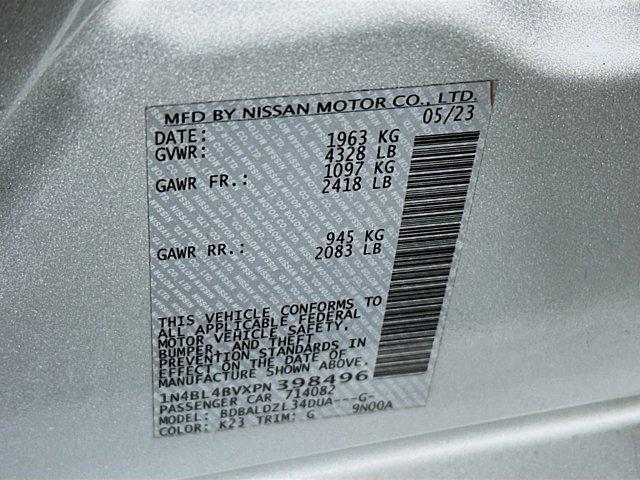 MFD BY NISSAN MOTOR CO., LTD.
DATE: 05/23
GVWR: 1963 KG
4328 LB
GAWR FR.: 1097 KG
2418 LB
GAWR RR.: 945 KG
2083 LB
THIS VEHICLE CONFORMS TO
ALL APPLICABLE FEDERAL
MOTOR VEHICLE SAFETY,
BUMPER, AND THEFT
PREVENTION STANDARDS IN
EFFECT ON THE DATE OF
MANUFACTURE SHOWN ABOVE.
1N4BL4BVXPN398496
PASSENGER CAR 714082
MODEL: BDBALDZL34DUA---G-
COLOR: K23 TRIM: G 9N00A